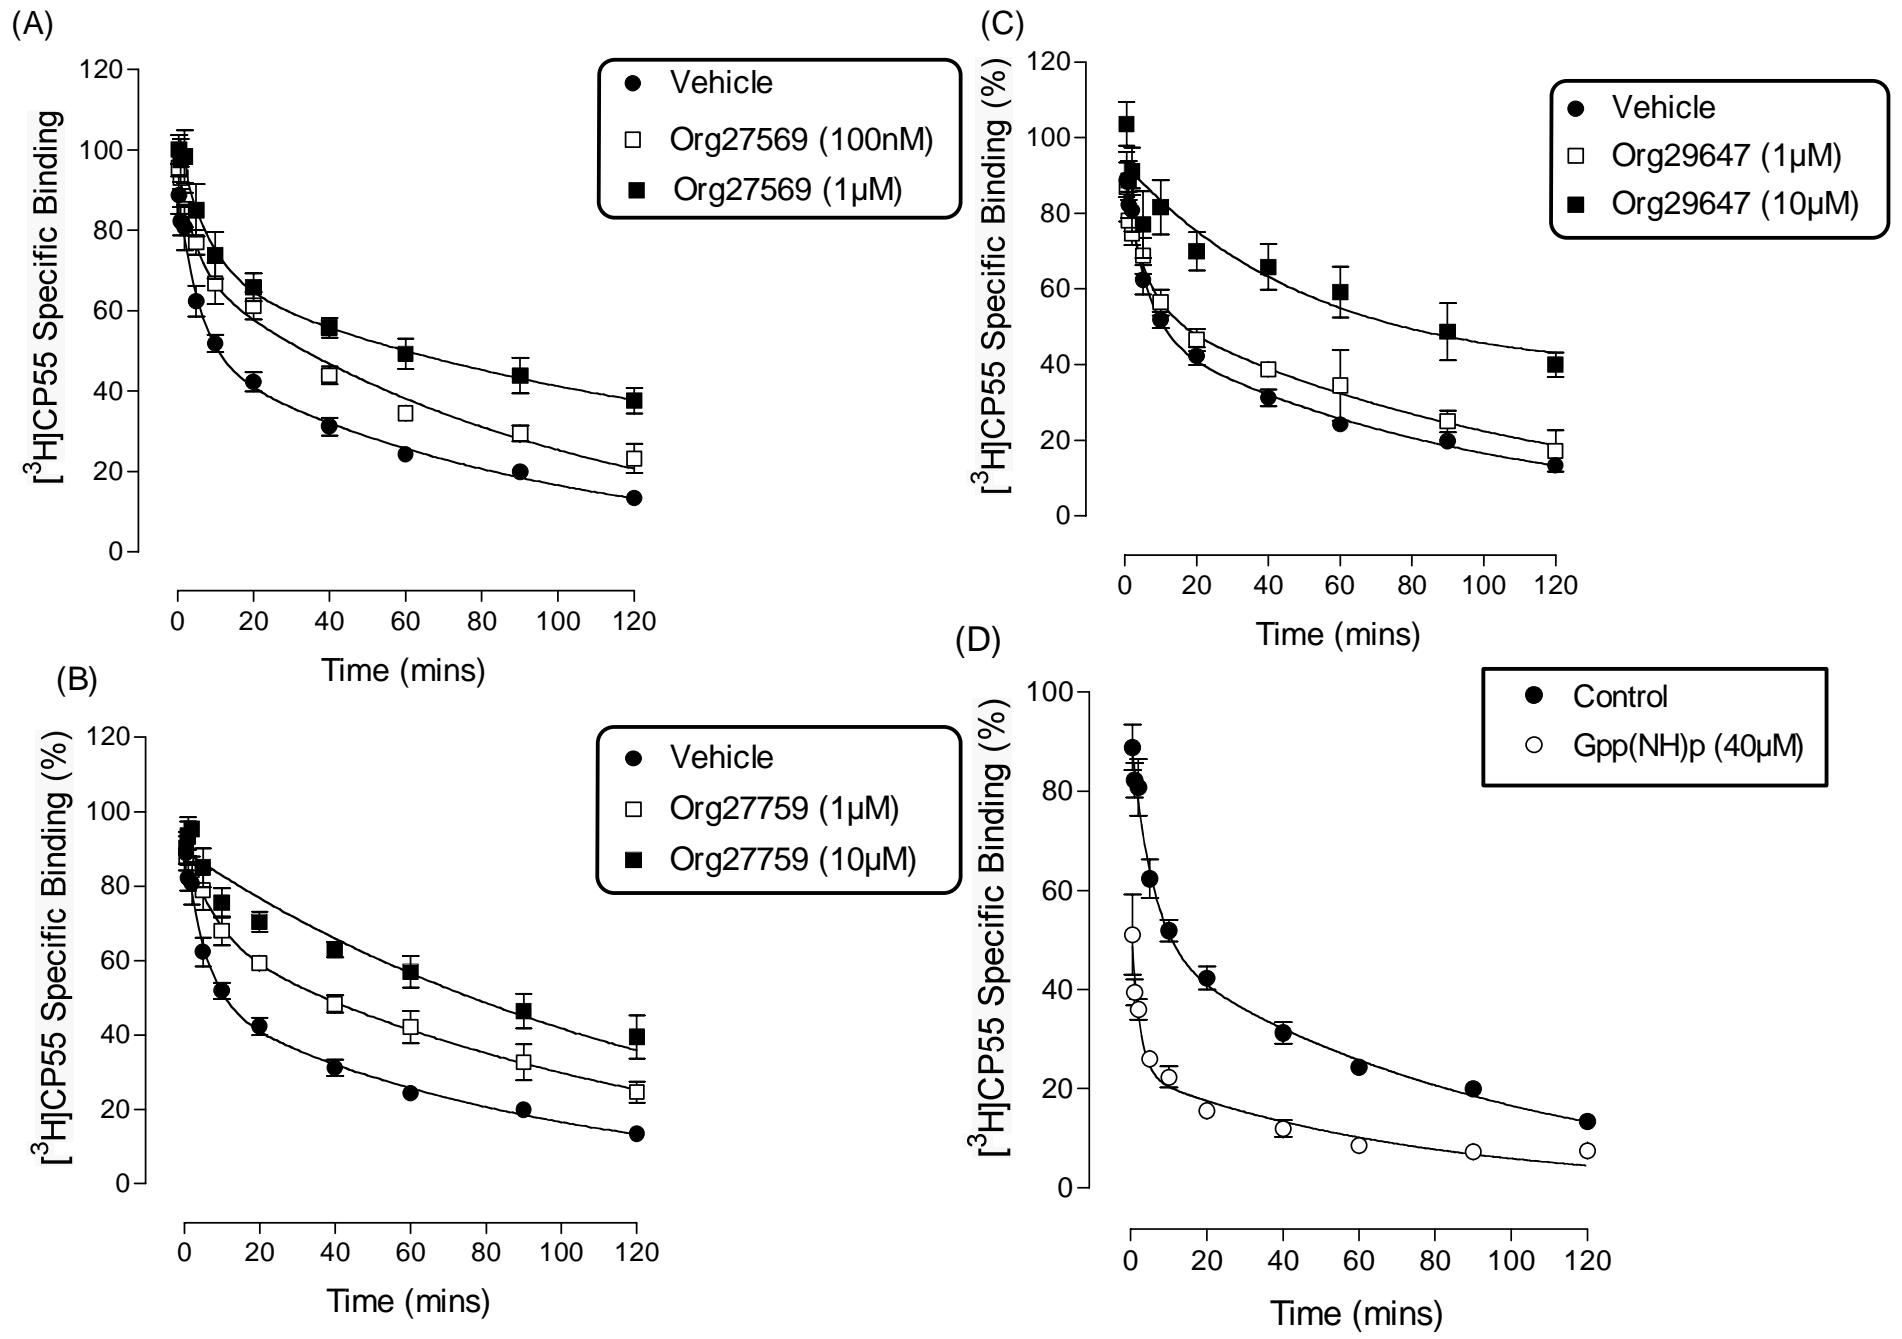 (A)
[3H]CP55 Specific Binding
120
100
80
60
40
20
0
0 20 40 60 80 100 120
Time (mins)
Vehicle
Org27569 (100nM)
Org27569 (1µM)
(C)
[3H]CP55 Specific Binding (%)
120
100
80
60
40
20
0
0 20 40 60 80 100 120
Time (mins)
Vehicle
Org29647 (1µM)
Org29647 (10µM)
(B)
[3H]CP55 Specific Binding (%)
120
100
80
60
40
20
0
0 20 40 60 80 100 120
Time (mins)
Vehicle
Org27759 (1µM)
Org27759 (10µM)
(D)
[3H]CP55 Specific Binding (%)
100
80
60
40
20
0
0 20 40 60 80 100 120
Time (mins)
Control
Gpp(NH)p (40µM)